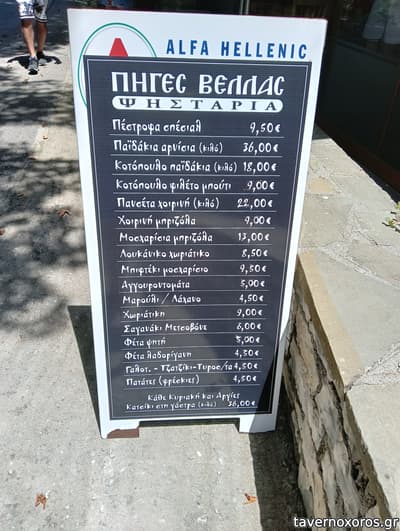 ALFA HELLENIC
ΠΗΓΕΣ ΒΕΛΛΑΣ
ΨΗΣΤΑΡΙΑ
Πέστροφα σπέσιαλ 9,50€
Παϊδάκια αρνίσια (κιλό) 36,00€
Κοτόπουλο παϊδάκια (κιλό) 18,00€
Κοτόπουλο φιλέτο μπούτι 9,00€
Πανσέτα χοιρινή (κιλό) 22,00€
Χοιρινή μπριζόλα 9,00€
Μοσχαρίσια μπριζόλα 13,00€
Λουκάνικο χωριάτικο 8,50€
Μπιφτέκι μοσχαρίσιο 9,50€
Αγγουροντομάτα 5,00€
Μαρούλι / Λάχανο 4,50€
Χωριάτικη 9,00€
Σαγανάκι Μετσοβόνε 6,00€
Φέτα ψητή 5,00€
Φέτα λαδορίγανη 4,50€
Γαλοτ. - Τζατζίκι-Τυροσ/τα 4,50€
Πατάτες (φρέσκιες) 4,50€
Κάθε Κυριακή και Αργίες
Κατσίκι στη γάστρα (κιλό) 38,00€
tavernoxoros.gr